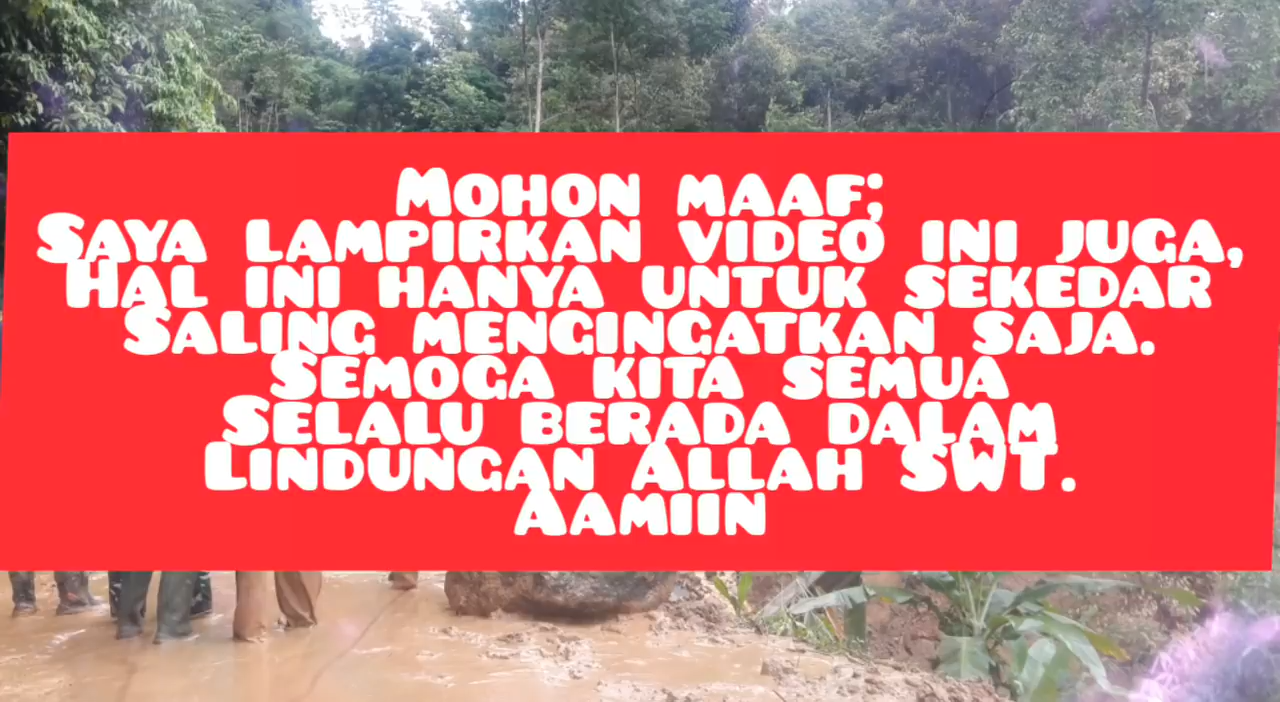 Mohon maaf;
Saya lampirkan video ini juga,
Hal ini hanya untuk sekedar
Saling mengingatkan saja.
Semoga kita semua
Selalu berada dalam
Lindungan Allah SWT.
Aamiin